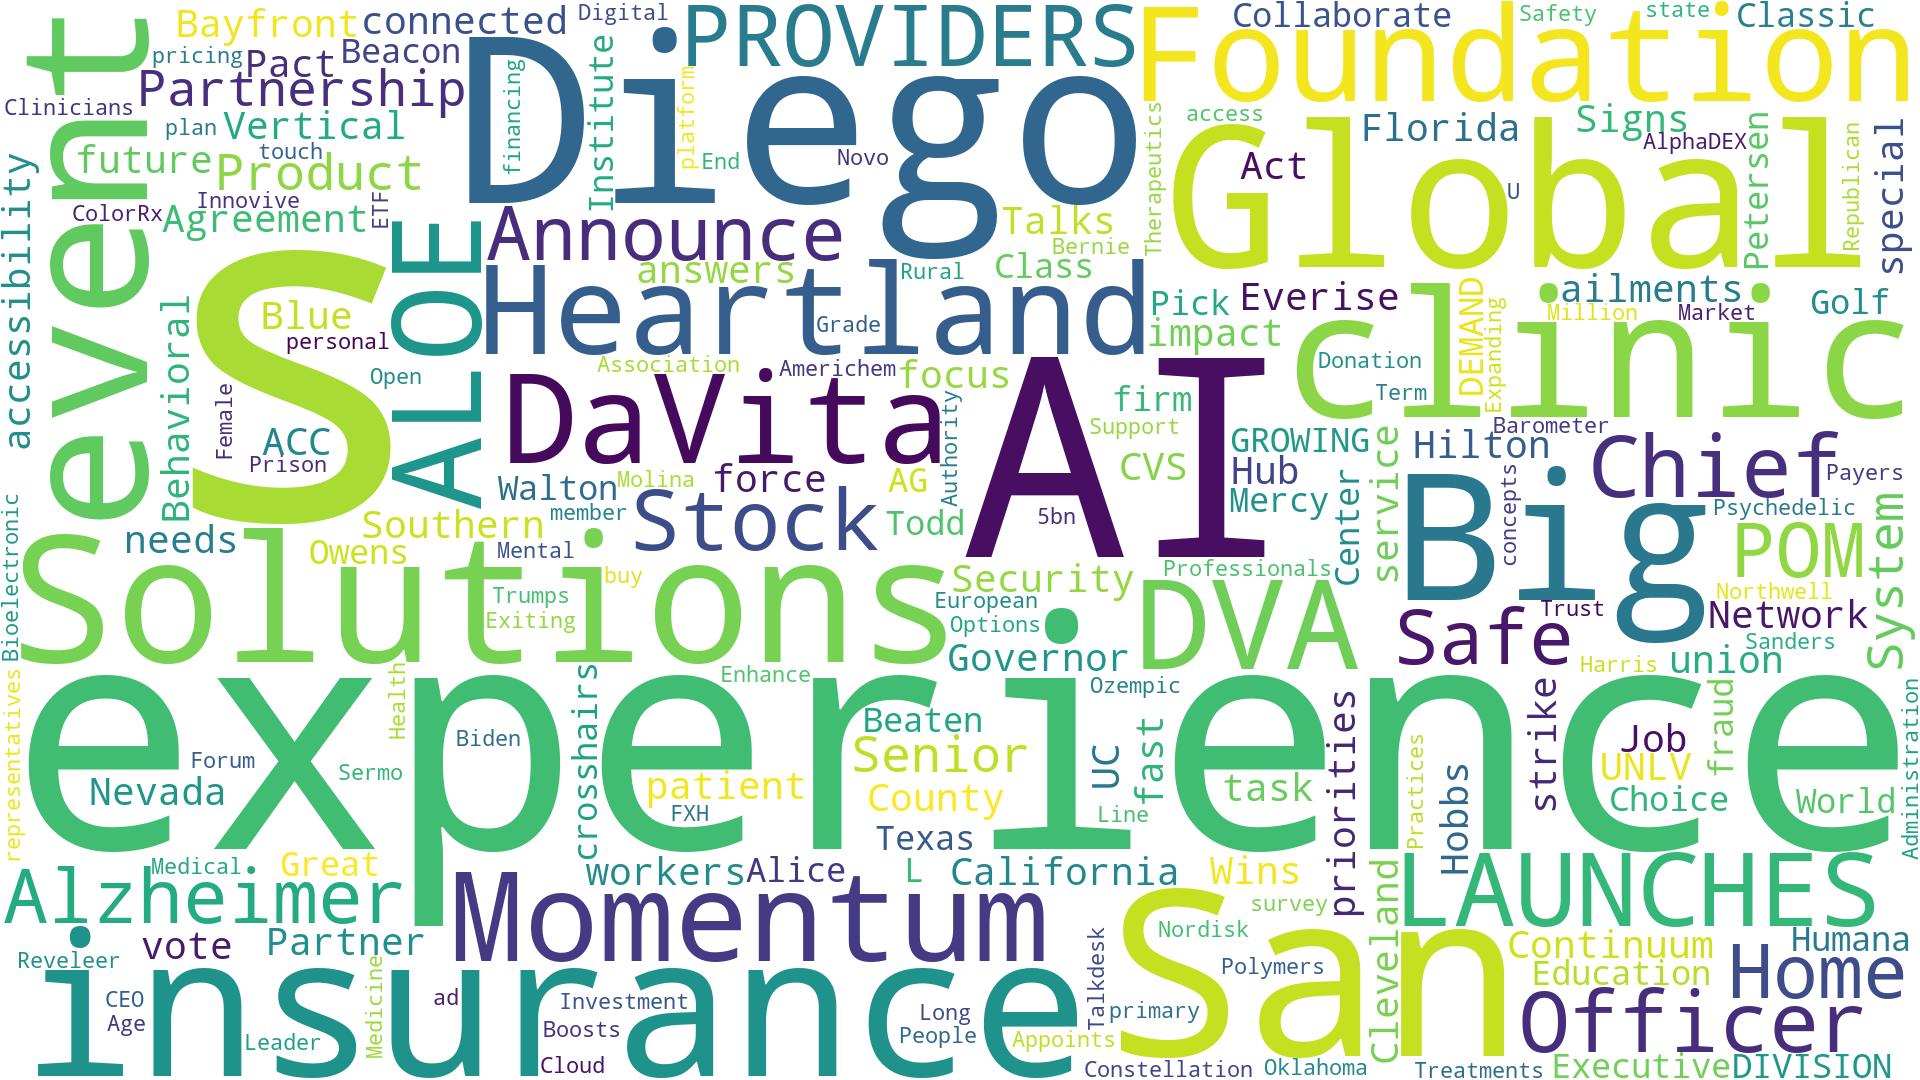 Bayfront
connected
Digital
PROVIDERS
Foundation
Collaborate
Safety
state
Classic
event
pricing
Pact
Beacon
Partnership
Diego
financing
Institute
platform
Clinicians
plan
Vertical
touch
future
Product
End
Novo
Therapeutics
access
Global
Florida
Signs
AlphaDEX
Petersen
Republican
special
Act
U
accessibility
Innovive
ColorRx
Agreement
ETF
ALOE
Announce
Talks
Bernie
answers
Class
Rural
Heartland
Grade
Pick
Everise
impact
ailments
Million
Market
Golf
DEMAND
Expanding
clinic
Donation
Term
Behavioral
S
Blue
personal
Open
Female
ACC
Prison
Association
Americhem
focus
DaVita
AI
firm
Support
Authority
GROWING
CVS
Hub
Mercy
Center
service
Hilton
Barometer
Chief
Payers
Big
concepts
Psychedelic
POM
System
Walton
Molina
force
AG
member
Stock
Todd
5bn
Southern
needs
Owens
Mental
buy
Bioelectronic
Solutions
Trumps
Exiting
Security
Professionals
European
Options
Governor
DVA
Safe
Trust
Northwell
Network
Sanders
Harris
union
experience
representatives
Health
crosshairs
Enhance
Ozempic
Beaten
Biden
Forum
Sermo
Nevada
Senior
patient
FXH
County
Texas
UC
fast
Line
task
priorities
Practices
Hobbs
strike
Job
UNLV
Choice
fraud
World
Administration
Medical
Great
workers
Alice
L
California
Wins
survey
Cleveland
LAUNCHES
Alzheimer
Momentum
San
Nordisk
Polymers
Talkdesk
primary
vote
Partner
Reveleer
insurance
CEO
Age
Leader
Medicine
ad
Investment
Boosts
Cloud
Long
People
Appoints
Constellation
Oklahoma
Continuum
Education
Humana
Home
Officer
Treatments
Executive
DIVISION